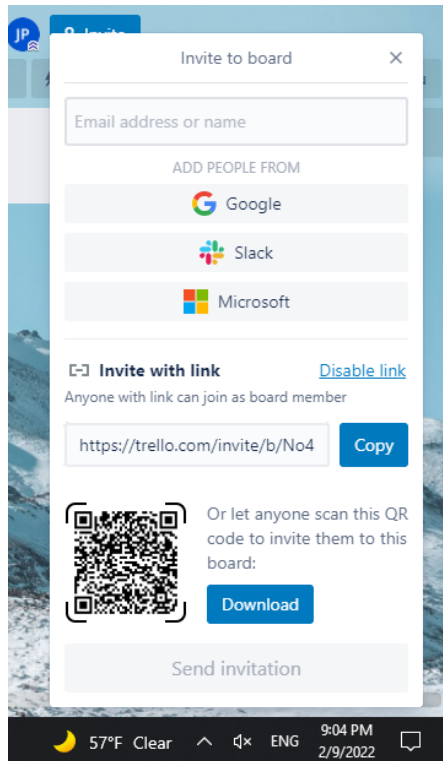 JP
Invite
Invite to board
Email address or name
ADD PEOPLE FROM
Google
Slack
Microsoft
Invite with link
Disable link
Anyone with link can join as board member
https://trello.com/invite/b/No4
Copy
Or let anyone scan this QR
code to invite them to this
board:
Download
Send invitation
57°F Clear
ENG
9:04 PM
2/9/2022